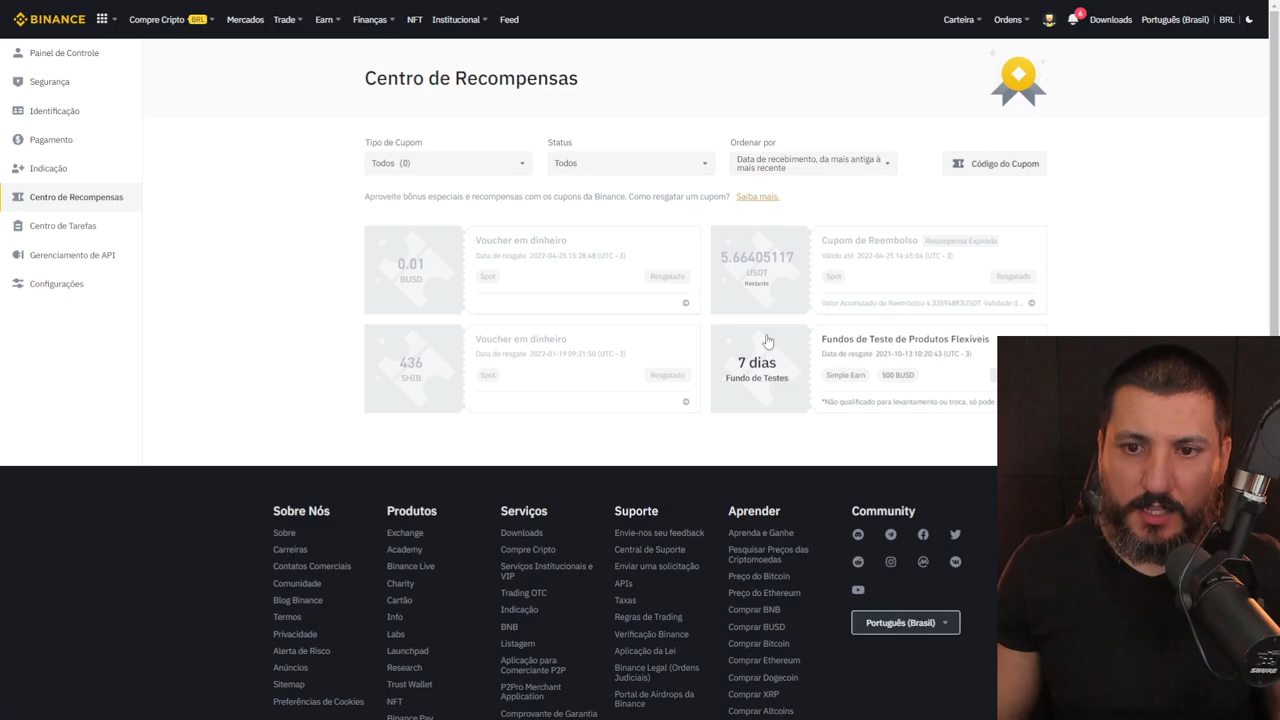 BINANCE
Compre Cripto BRL
Mercados
Trade
Earn
Finanças
NFT
Institucional
Feed
Carteira
Ordens
6
Downloads
Português (Brasil)
BRL
Painel de Controle
Segurança
Identificação
Pagamento
Indicação
Centro de Recompensas
Centro de Tarefas
Gerenciamento de API
Configurações
Centro de Recompensas
Tipo de Cupom
Todos (0)
Status
Todos
Ordenar por
Data de recebimento, da mais antiga à
mais recente
Código do Cupom
Aproveite bônus especiais e recompensas com os cupons da Binance. Como resgatar um cupom? Saiba mais.
0.01
BUSD
Voucher em dinheiro
Data de resgate 2022-04-25 15:28:48 (UTC - 3)
Spot
Resgatado
5.66405117
USDT
Restante
Cupom de Reembolso Recompensa Expirada
Válido até 2022-04-25 14:45:04 (UTC - 3)
Spot
Resgatado
Valor Acumulado de Reembolso 4.33594883USDT. Validade d...
436
SHIB
Voucher em dinheiro
Data de resgate 2022-01-19 09:21:50 (UTC - 3)
Spot
Resgatado
7 dias
Fundo de Testes
Fundos de Teste de Produtos Flexíveis
Data de resgate 2021-10-13 10:20:43 (UTC - 3)
Simple Earn
500 BUSD
*Não qualificado para levantamento ou troca, só pode
Sobre Nós
Sobre
Carreiras
Contatos Comerciais
Comunidade
Blog Binance
Termos
Privacidade
Alerta de Risco
Anúncios
Sitemap
Preferências de Cookies
Produtos
Exchange
Academy
Binance Live
Charity
Cartão
Info
Labs
Launchpad
Research
Trust Wallet
NFT
Binance Pay
Serviços
Downloads
Compre Cripto
Serviços Institucionais e
VIP
Trading OTC
Indicação
BNB
Listagem
Aplicação para
Comerciante P2P
P2Pro Merchant
Application
Comprovante de Garantia
Suporte
Envie-nos seu feedback
Central de Suporte
Enviar uma solicitação
APIs
Taxas
Regras de Trading
Verificação Binance
Aplicação da Lei
Binance Legal (Ordens
Judiciais)
Portal de Airdrops da
Binance
Aprender
Aprenda e Ganhe
Pesquisar Preços das
Criptomoedas
Preço do Bitcoin
Preço do Ethereum
Comprar BNB
Comprar BUSD
Comprar Bitcoin
Comprar Ethereum
Comprar Dogecoin
Comprar XRP
Comprar Altcoins
Community
Português (Brasil)
SHURE